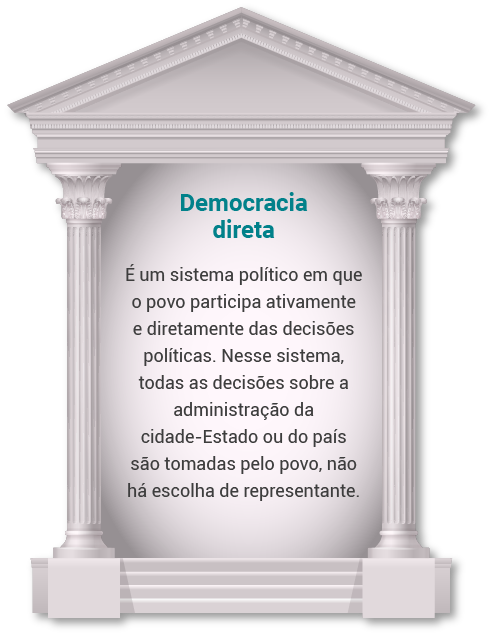 Democracia
direta
É um sistema político em que
o povo participa ativamente
e diretamente das decisões
políticas. Nesse sistema,
todas as decisões sobre a
administração da
cidade-Estado ou do país
são tomadas pelo povo, não
há escolha de representante.